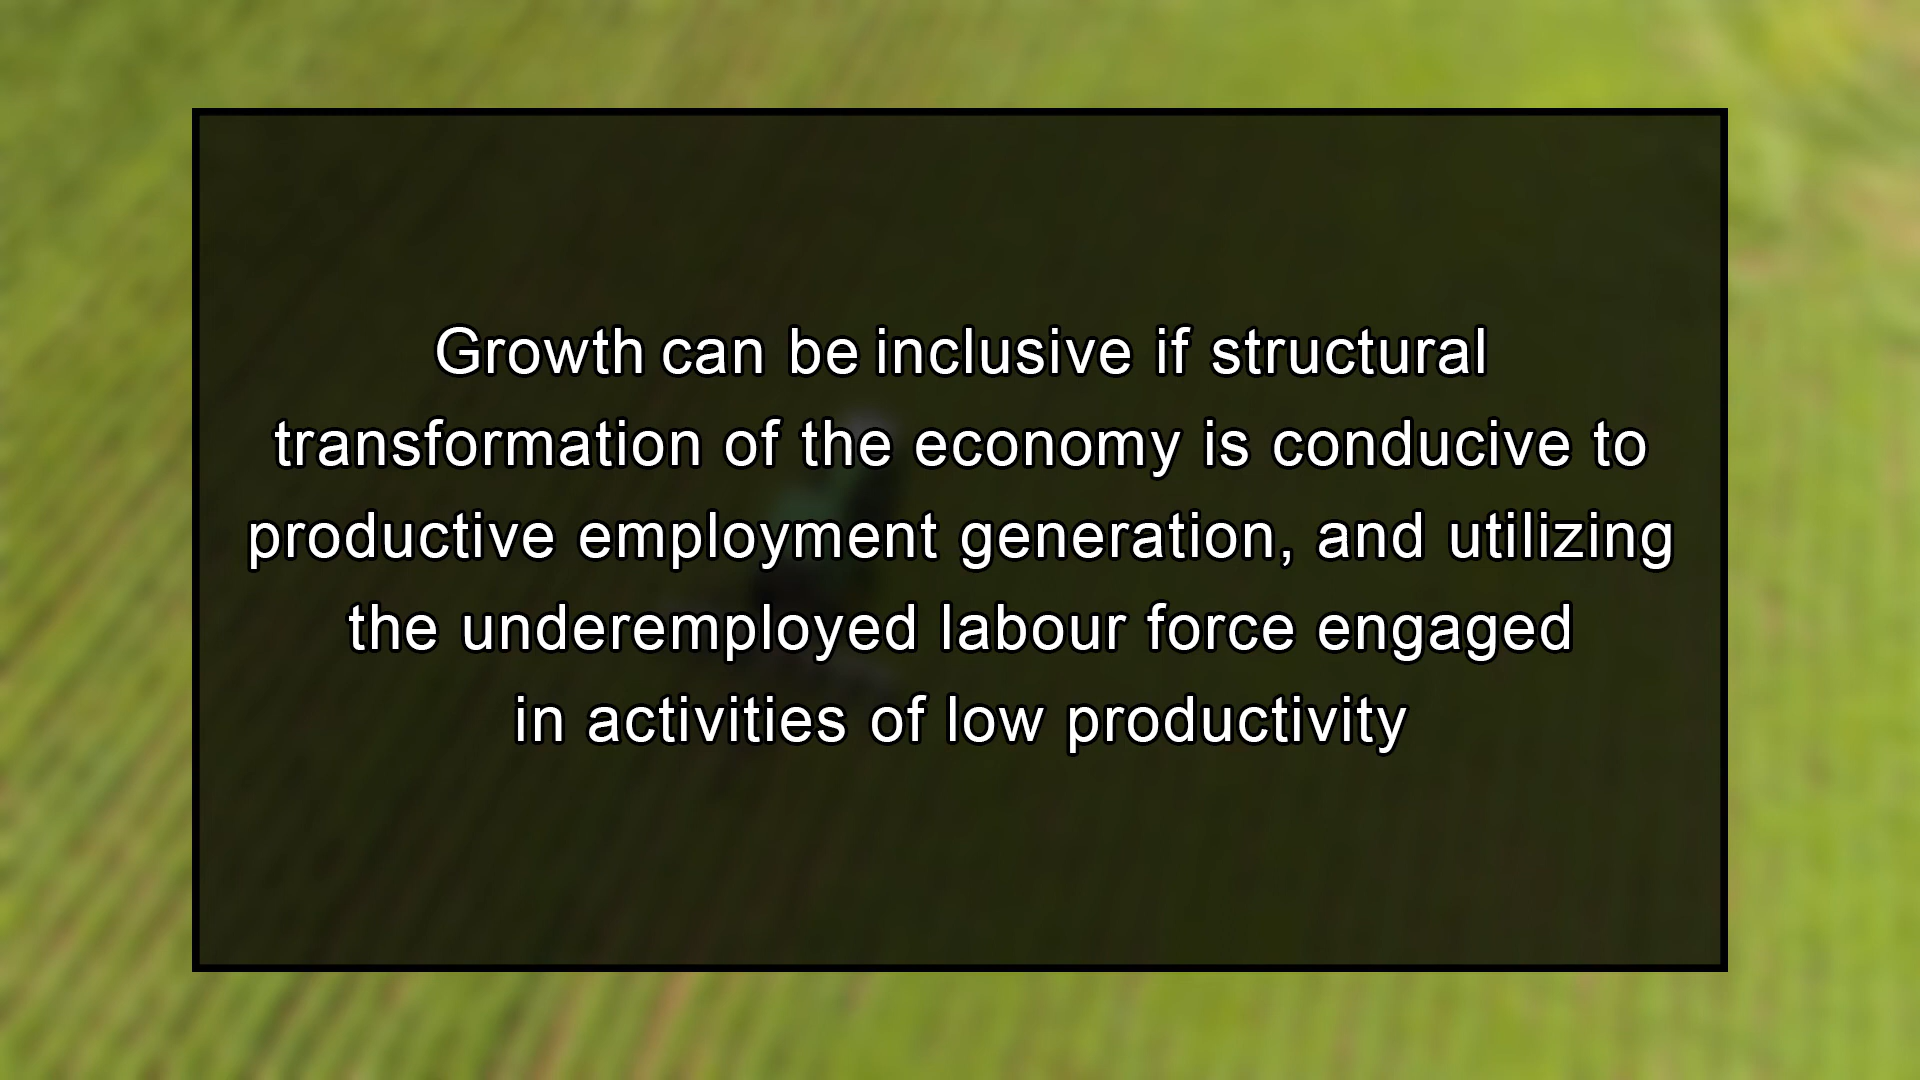 Growth can be inclusive if structural
transformation of the economy is conducive to
productive employment generation, and utilizing
the underemployed labour force engaged
in activities of low productivity